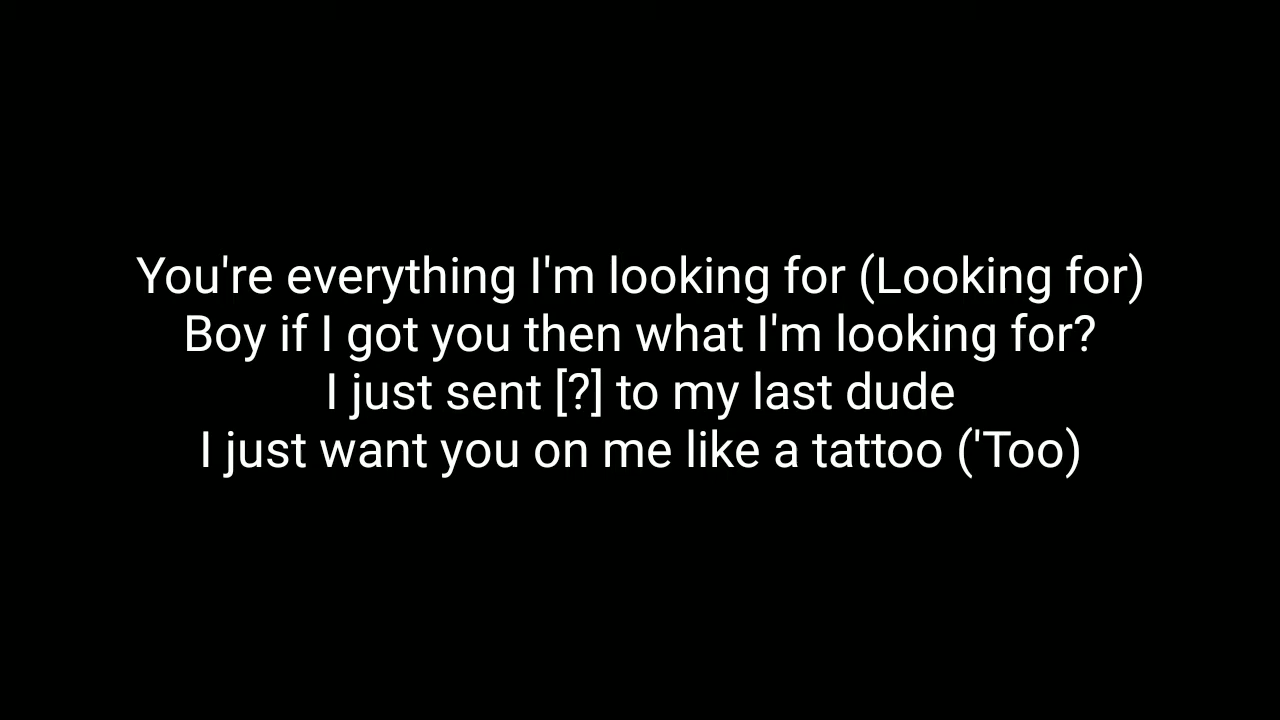 You're everything I'm looking for (Looking for)
Boy if I got you then what I'm looking for?
I just sent [?] to my last dude
I just want you on me like a tattoo ('Too)